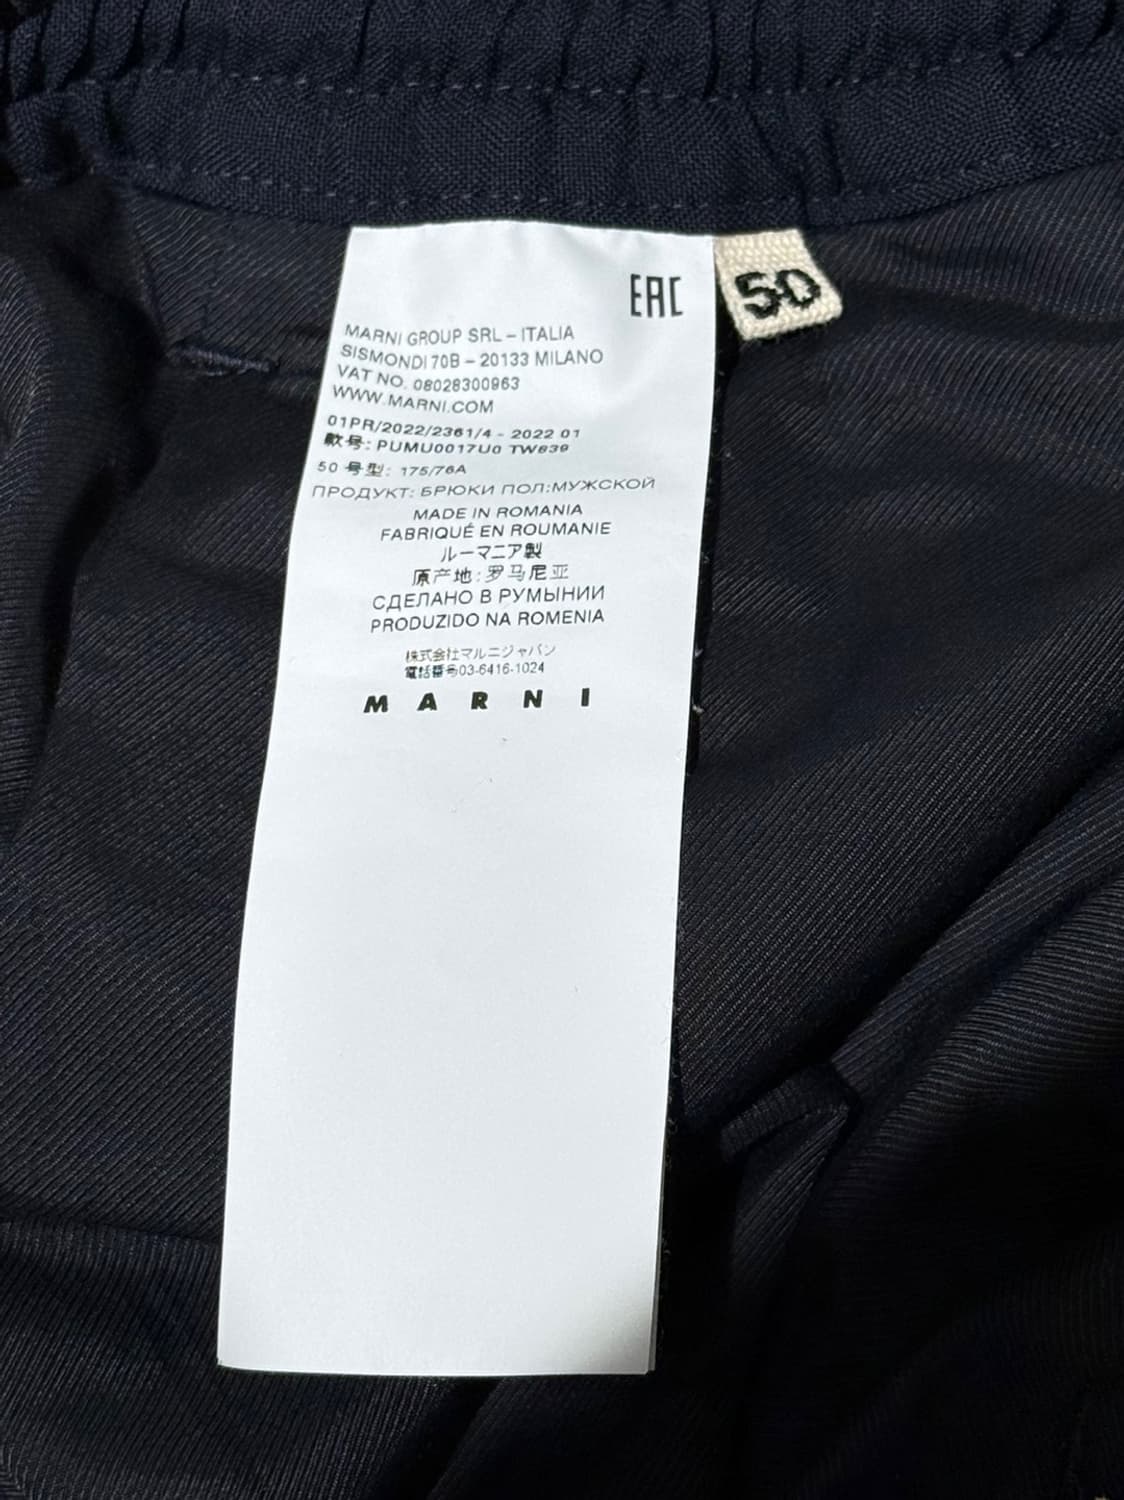 EAC
50
MARNI GROUP SRL – ITALIA
SISMONDI 70B – 20133 MILANO
VAT NO. 08028300963
WWW.MARNI.COM
01PR/2022/2361/4 - 2022 01
款号: PUMU0017U0 TW839
50 号型: 175/76A
ПРОДУКТ: БРЮКИ ПОЛ:МУЖСКОЙ
MADE IN ROMANIA
FABRIQUÉ EN ROUMANIE
ルーマニア製
原产地: 罗马尼亚
СДЕЛАНО В РУМЫНИИ
PRODUZIDO NA ROMENIA
株式会社マルニジャパン
電話番号03-6416-1024
MARNI